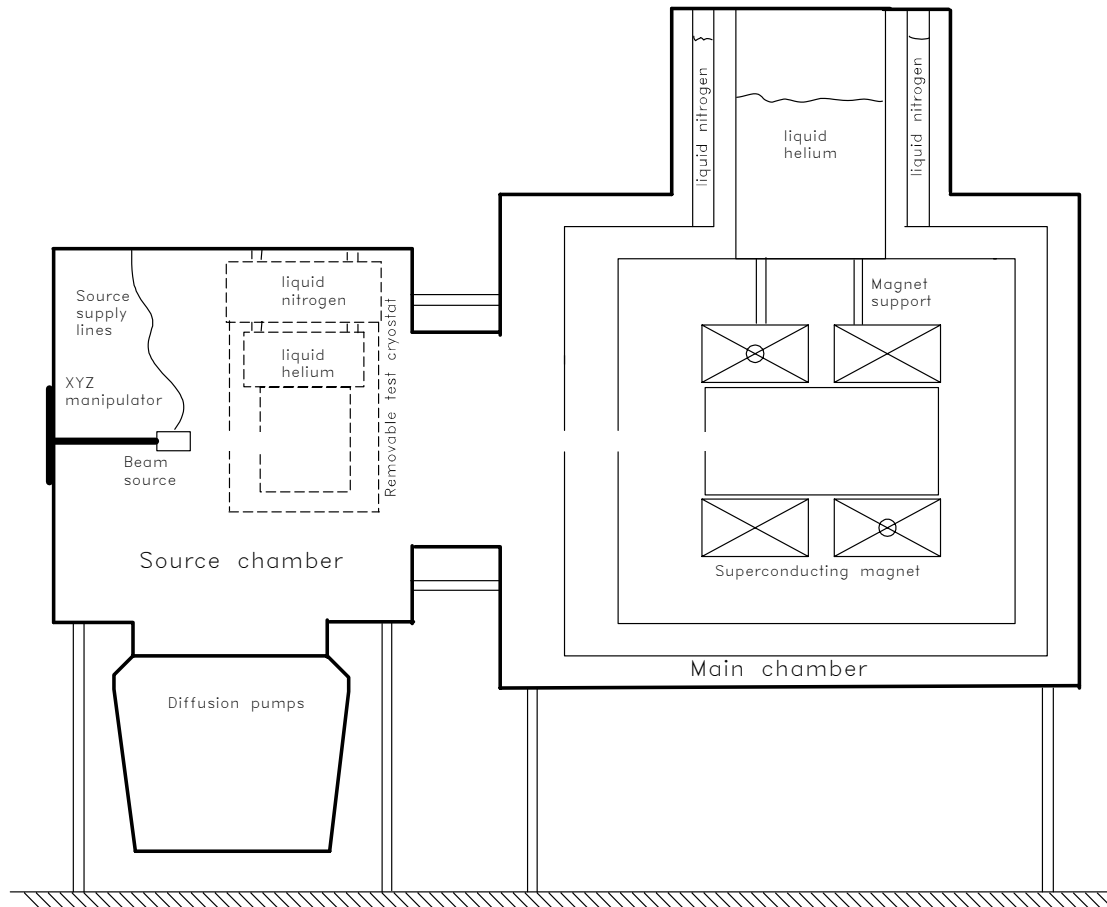 liquid nitrogen
liquid nitrogen
liquid
helium
Magnet
support
Source
supply
lines
liquid
nitrogen
liquid
helium
Removable test cryostat
XYZ
manipulator
Beam
source
Source chamber
Superconducting magnet
Main chamber
Diffusion pumps